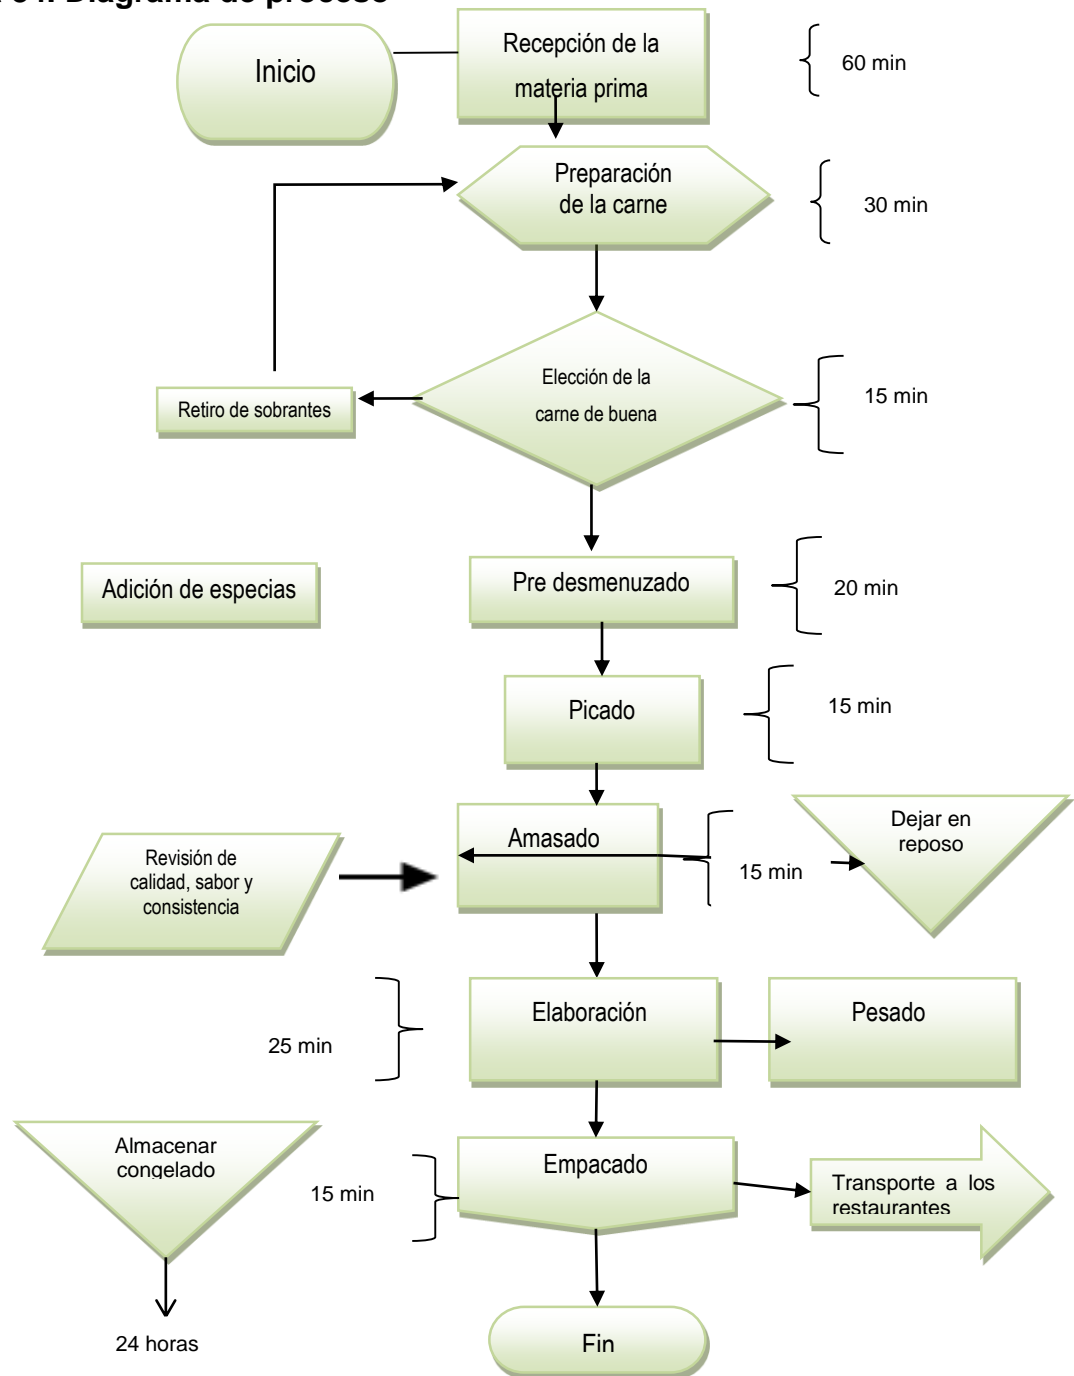 Diagrama de proceso
Inicio
Recepción de la
materia prima
60 min
Preparación
de la carne
30 min
Elección de la
carne de buena
15 min
Retiro de sobrantes
Adición de especias
Pre desmenuzado
20 min
Picado
15 min
Revisión de
calidad, sabor y
consistencia
Amasado
15 min
Dejar en
reposo
25 min
Elaboración
Pesado
Almacenar
congelado
15 min
Empacado
Transporte a los
restaurantes
24 horas
Fin